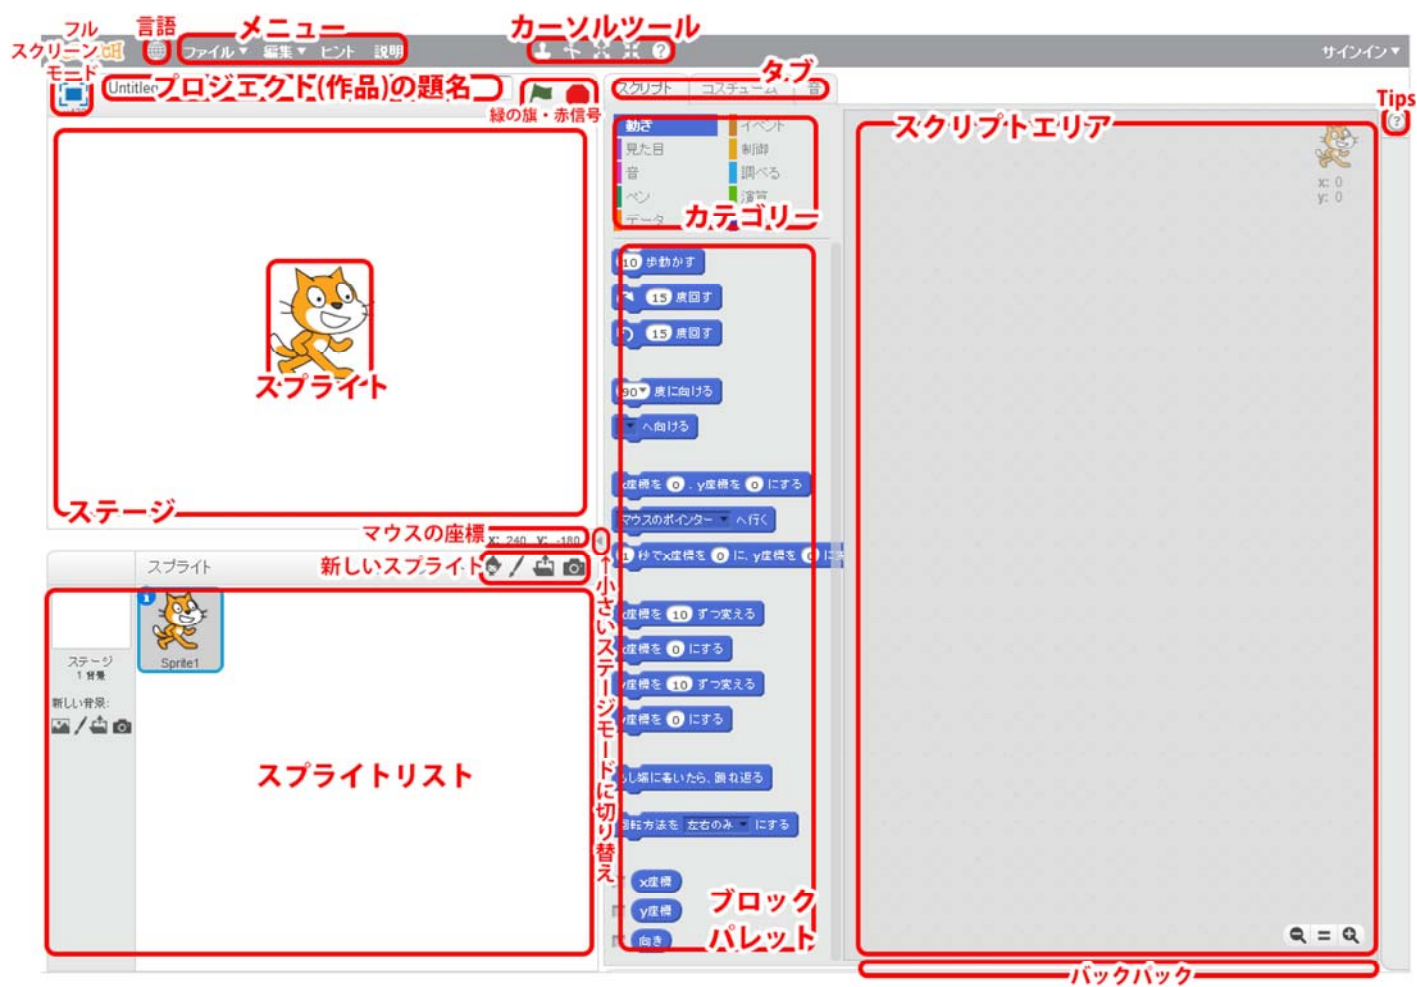 フル
スクリーン
モード
言語
メニュー
カーソルツール
ファイル▼ 編集▼ ヒント 説明
サインイン▼
プロジェクト(作品)の題名
緑の旗・赤信号
タブ
スクリプト コスチューム 音
Tips
動き
見た目
音
ペン
データ
イベント
制御
調べる
演算
カテゴリー
スクリプトエリア
x: 0
y: 0
スプライト
ステージ
マウスの座標
x: 240 y: -180
スプライト
新しいスプライト
↑小さいステージモードに切り替え
ステージ
1 背景
新しい背景:
Sprite1
スプライトリスト
10 歩動かす
15 度回す
15 度回す
90▼ 度に向ける
へ向ける
x座標を 0 、y座標を 0 にする
マウスのポインター へ行く
1 秒でx座標を 0 に、y座標を 0 に
x座標を 10 ずつ変える
x座標を 0 にする
y座標を 10 ずつ変える
y座標を 0 にする
もし端に着いたら、跳ね返る
回転方法を 左右のみ にする
x座標
y座標
向き
ブロック
パレット
バックパック